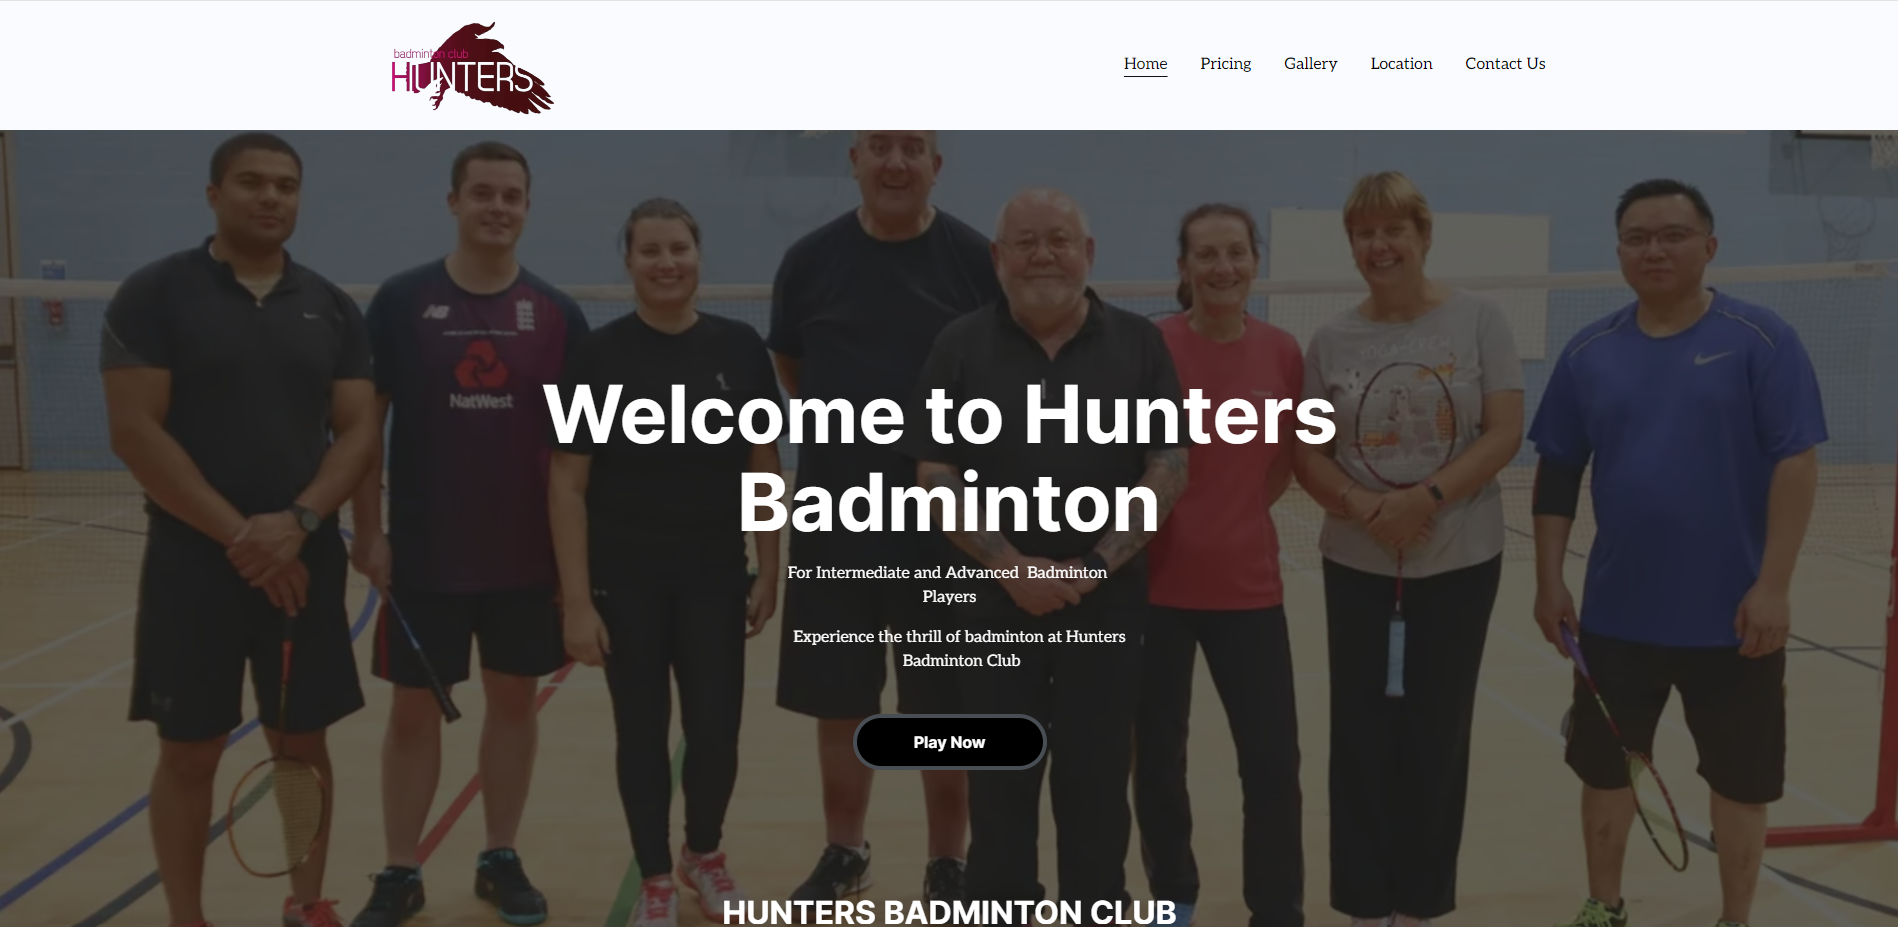 badminton club
HUNTERS
Home Pricing Gallery Location Contact Us
NB
NatWest
Welcome to Hunters
Badminton
For Intermediate and Advanced Badminton
Players
Experience the thrill of badminton at Hunters
Badminton Club
Play Now
HUNTERS BADMINTON CLUB